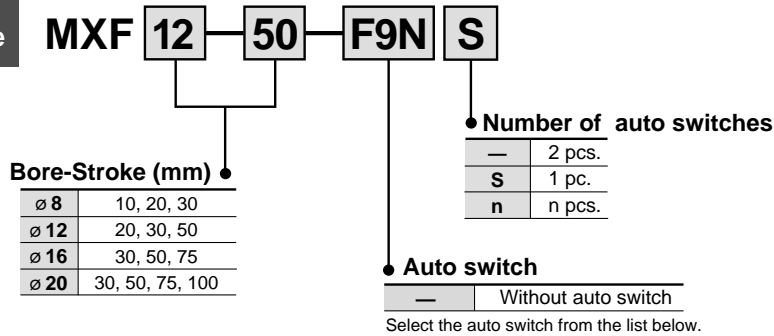 e
MXF 12 — 50 — F9N S
Number of auto switches
— 2 pcs.
S 1 pc.
n n pcs.
Bore-Stroke (mm)
ø 8 10, 20, 30
ø 12 20, 30, 50
ø 16 30, 50, 75
ø 20 30, 50, 75, 100
Auto switch
— Without auto switch
Select the auto switch from the list below.